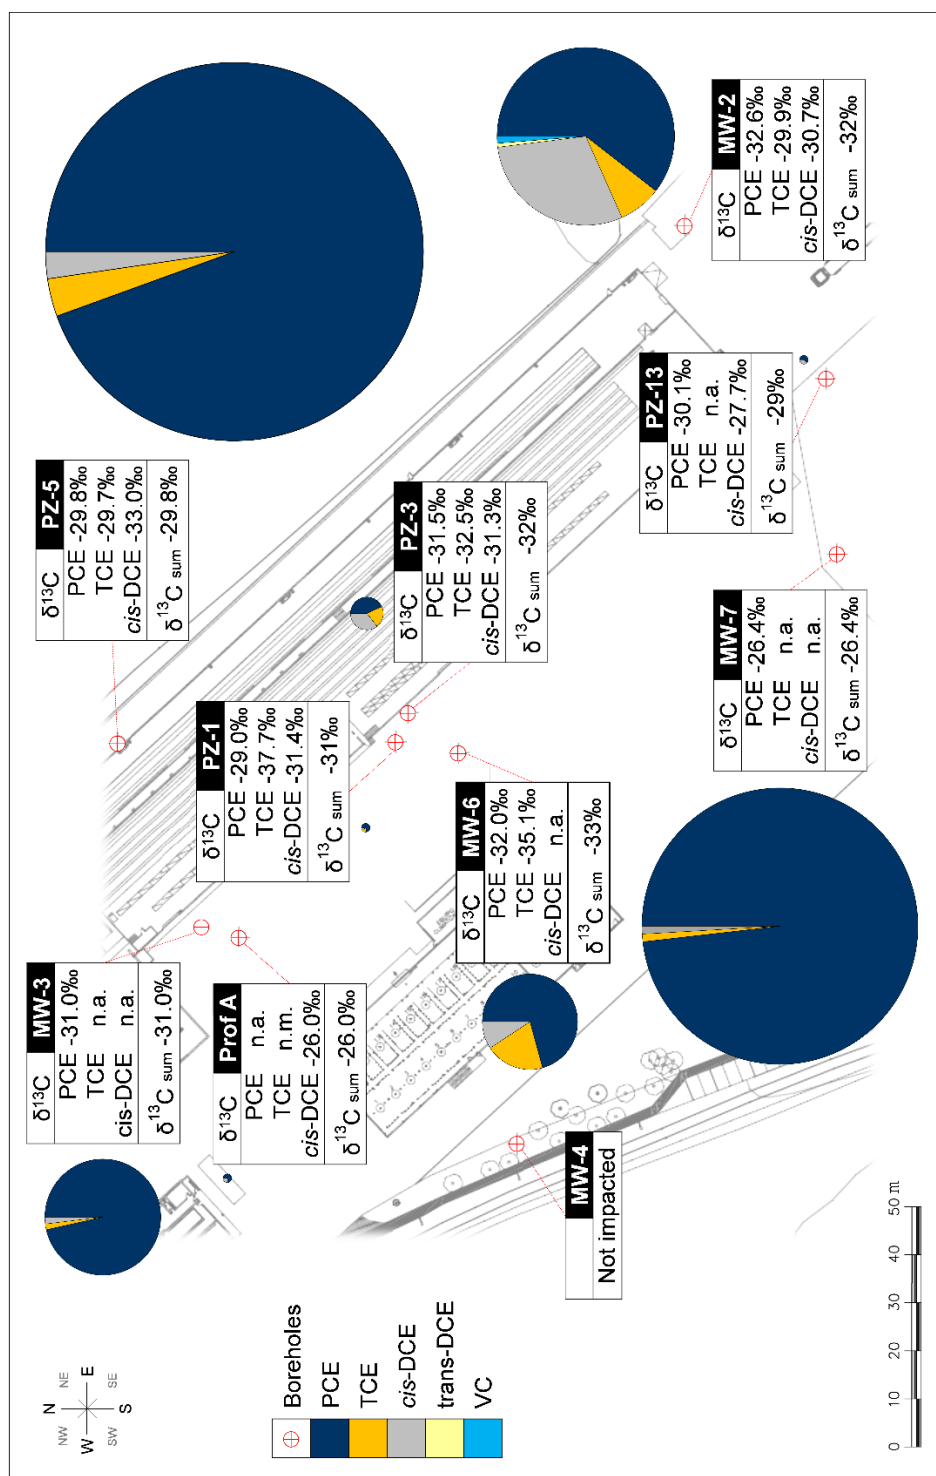 N
NW
NE
W
E
SW
SE
S
Boreholes
PCE
TCE
cis-DCE
trans-DCE
VC
δ13C MW-3
PCE -31.0‰
TCE n.a.
cis-DCE n.a.
δ13C sum -31.0‰
δ13C Prof A
PCE n.a.
TCE n.m.
cis-DCE -26.0‰
δ13C sum -26.0‰
δ13C PZ-5
PCE -29.8‰
TCE -29.7‰
cis-DCE -33.0‰
δ13C sum -29.8‰
δ13C PZ-1
PCE -29.0‰
TCE -37.7‰
cis-DCE -31.4‰
δ13C sum -31‰
δ13C PZ-3
PCE -31.5‰
TCE -32.5‰
cis-DCE -31.3‰
δ13C sum -32‰
δ13C MW-6
PCE -32.0‰
TCE -35.1‰
cis-DCE n.a.
δ13C sum -33‰
MW-4
Not impacted
δ13C MW-2
PCE -32.6‰
TCE -29.9‰
cis-DCE -30.7‰
δ13C sum -32‰
δ13C PZ-13
PCE -30.1‰
TCE n.a.
cis-DCE -27.7‰
δ13C sum -29‰
δ13C MW-7
PCE -26.4‰
TCE n.a.
cis-DCE n.a.
δ13C sum -26.4‰
0 10 20 30 40 50 m